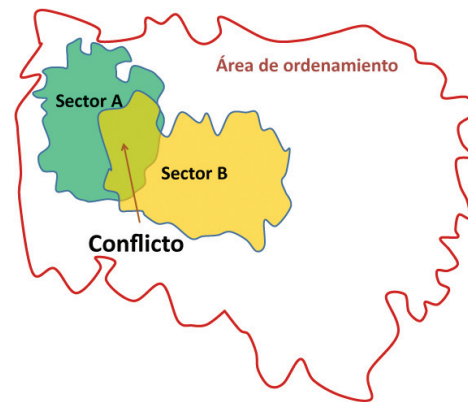 Área de ordenamiento
Sector A
Sector B
Conflicto